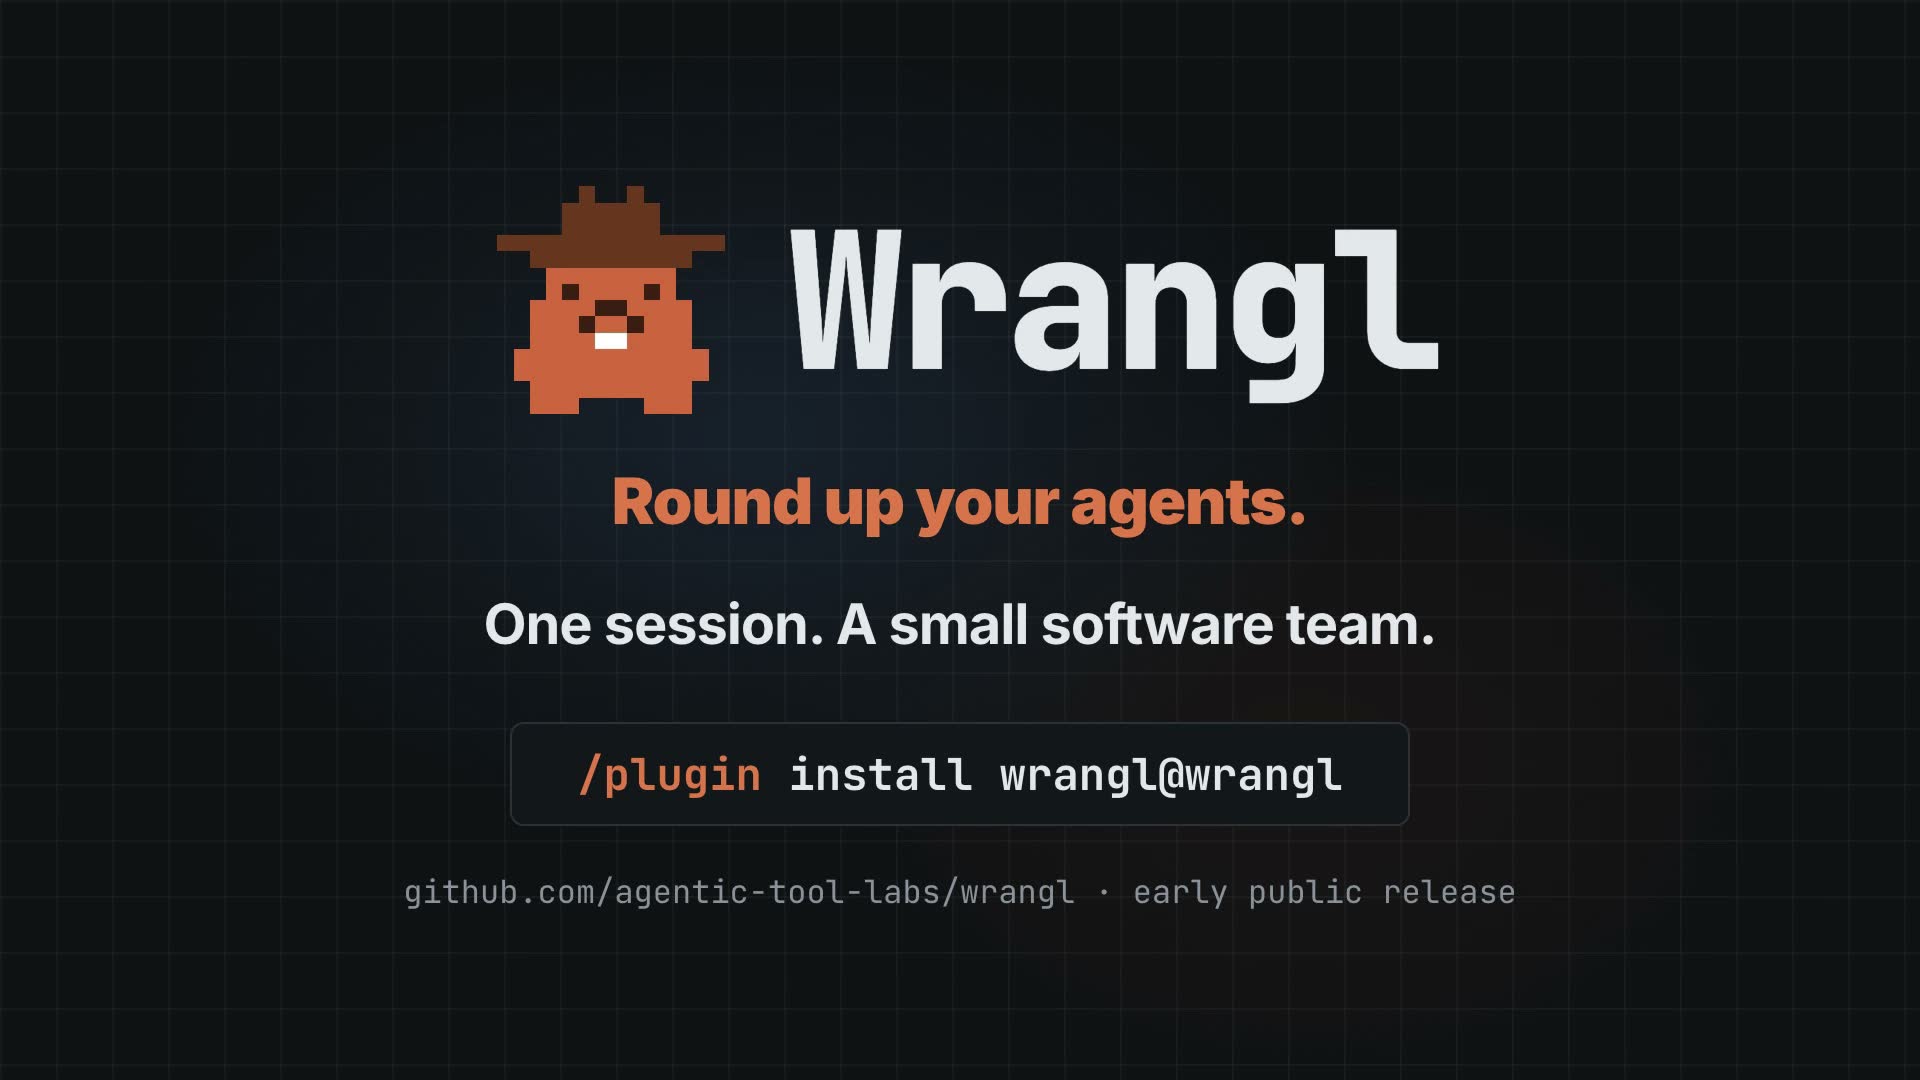 Wrangl
Round up your agents.
One session. A small software team.
/plugin install wrangl@wrangl
github.com/agentic-tool-labs/wrangl · early public release